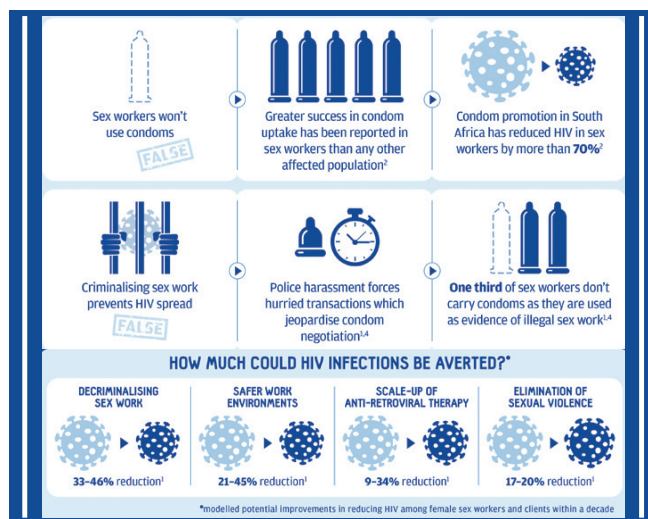 Sex workers won't
use condoms
FALSE
Greater success in condom
uptake has been reported in
sex workers than any other
affected population²
Condom promotion in South
Africa has reduced HIV in sex
workers by more than 70%²
Criminalising sex work
prevents HIV spread
FALSE
Police harassment forces
hurried transactions which
jeopardise condom
negotiation¹,⁴
One third of sex workers don't
carry condoms as they are used
as evidence of illegal sex work¹,⁴
HOW MUCH COULD HIV INFECTIONS BE AVERTED?*
DECRIMINALISING
SEX WORK
33-46% reduction¹
SAFER WORK
ENVIRONMENTS
21-45% reduction¹
SCALE-UP OF
ANTI-RETROVIRAL THERAPY
9-34% reduction¹
ELIMINATION OF
SEXUAL VIOLENCE
17-20% reduction¹
*modelled potential improvements in reducing HIV among female sex workers and clients within a decade